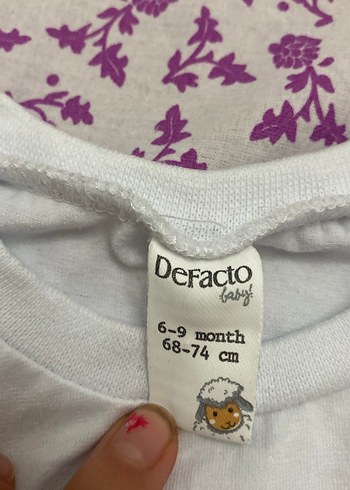 DeFacto
baby!
6-9 month
68-74 cm